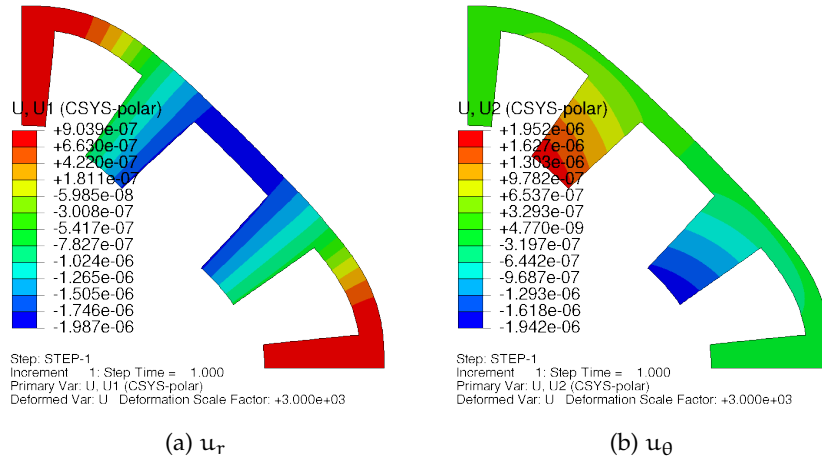 U, U1 (CSYS-polar)
+9.039e-07
+6.630e-07
+4.220e-07
+1.811e-07
-5.985e-08
-3.008e-07
-5.417e-07
-7.827e-07
-1.024e-06
-1.265e-06
-1.505e-06
-1.746e-06
-1.987e-06
Step: STEP-1
Increment 1: Step Time = 1.000
Primary Var: U, U1 (CSYS-polar)
Deformed Var: U Deformation Scale Factor: +3.000e+03
(a) u_r
U, U2 (CSYS-polar)
+1.952e-06
+1.627e-06
+1.303e-06
+9.782e-07
+6.537e-07
+3.293e-07
+4.770e-09
-3.197e-07
-6.442e-07
-9.687e-07
-1.293e-06
-1.618e-06
-1.942e-06
Step: STEP-1
Increment 1: Step Time = 1.000
Primary Var: U, U2 (CSYS-polar)
Deformed Var: U Deformation Scale Factor: +3.000e+03
(b) u_θ